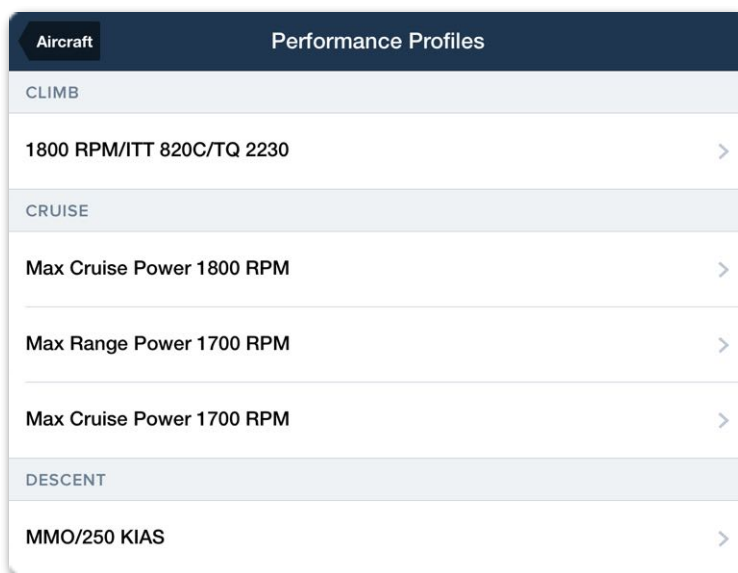 Aircraft
Performance Profiles
CLIMB
1800 RPM/ITT 820C/TQ 2230
CRUISE
Max Cruise Power 1800 RPM
Max Range Power 1700 RPM
Max Cruise Power 1700 RPM
DESCENT
MMO/250 KIAS